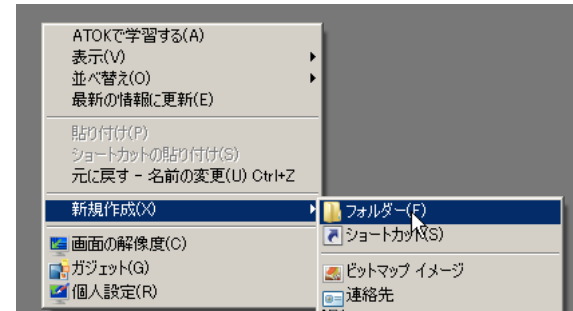 ATOKで学習する(A)
表示(V)
並べ替え(O)
最新の情報に更新(E)
貼り付け(P)
ショートカットの貼り付け(S)
元に戻す - 名前の変更(U) Ctrl+Z
新規作成(X)
フォルダー(F)
ショートカット(S)
画面の解像度(C)
ガジェット(G)
個人設定(R)
ビットマップ イメージ
連絡先